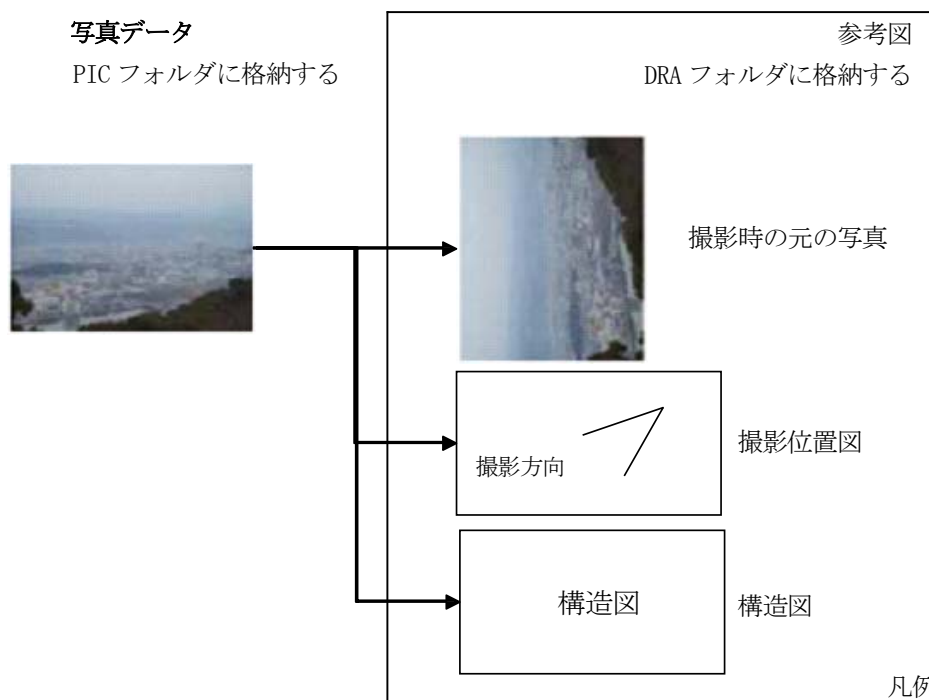 写真データ
PIC フォルダに格納する
参考図
DRA フォルダに格納する
撮影時の元の写真
撮影方向
撮影位置図
構造図
構造図
凡例